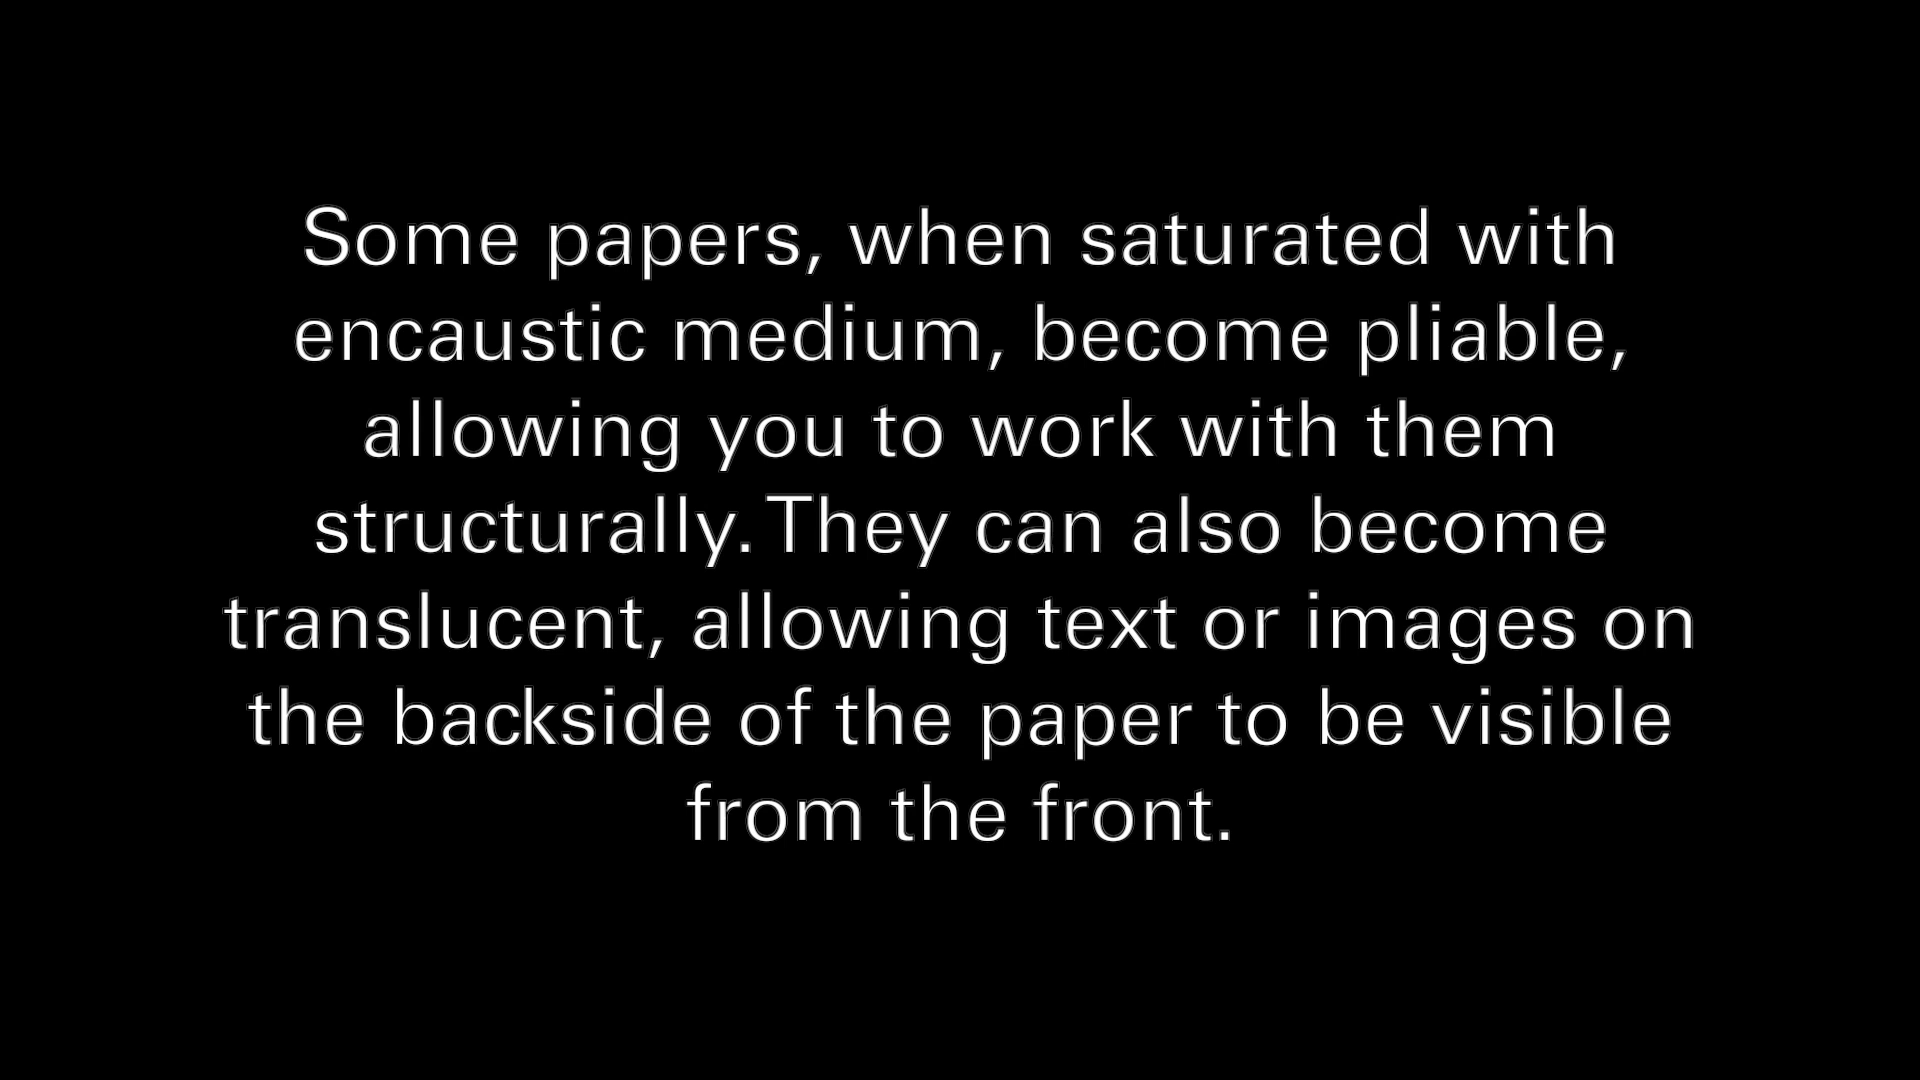 Some papers, when saturated with
encaustic medium, become pliable,
allowing you to work with them
structurally. They can also become
translucent, allowing text or images on
the backside of the paper to be visible
from the front.